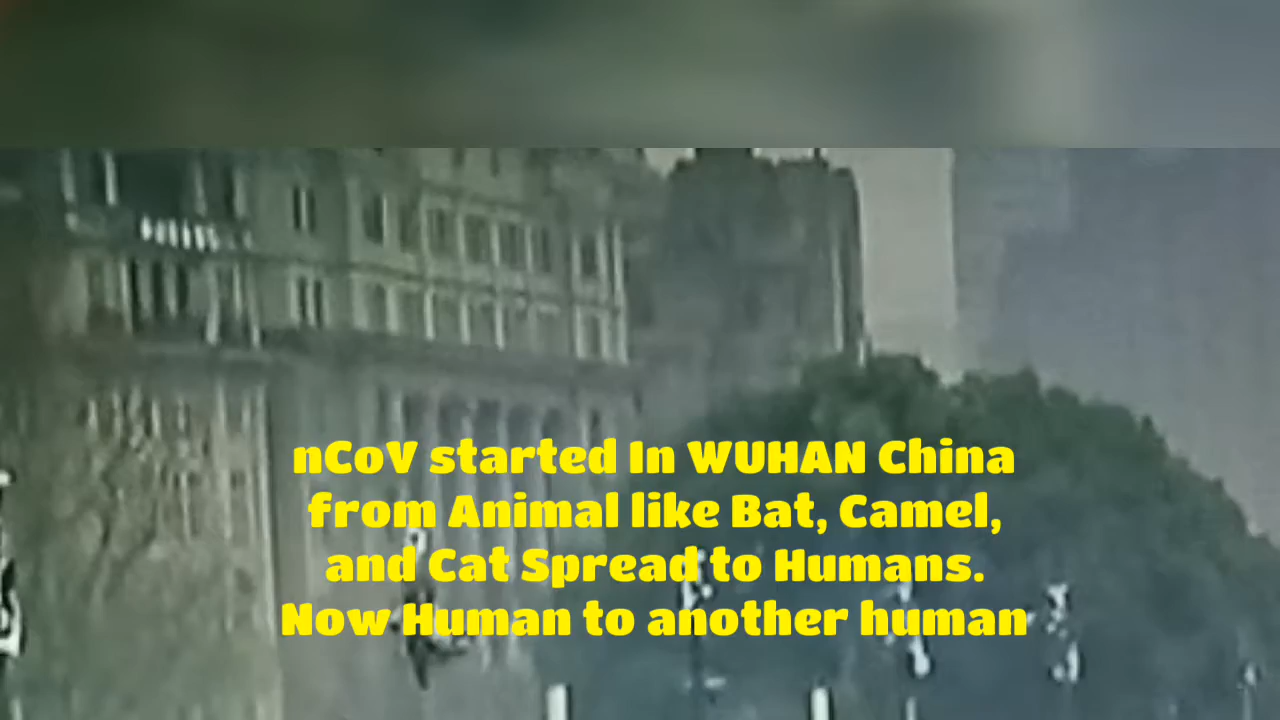 nCoV started In WUHAN China
from Animal like Bat, Camel,
and Cat Spread to Humans.
Now Human to another human